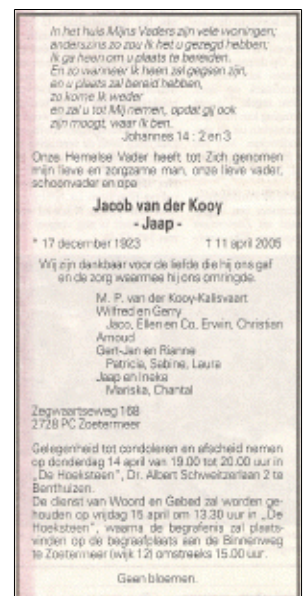 In het huis Mijns Vaders zijn vele woningen;
anderszins zo zou Ik het u gezegd hebben;
Ik ga heen om u plaats te bereiden.
En zo wanneer Ik heen zal gegaan zijn,
en u plaats zal bereid hebben,
zo kome Ik weder
en zal u tot Mij nemen, opdat gij ook
zijn moogt, waar Ik ben.
Johannes 14 : 2 en 3
Onze Hemelse Vader heeft tot Zich genomen
mijn lieve en zorgzame man, onze lieve vader,
schoonvader en opa
Jacob van der Kooy
- Jaap -
* 17 december 1923 † 11 april 2005
Wij zijn dankbaar voor de liefde die hij ons gaf
en de zorg waarmee hij ons omringde.
M. P. van der Kooy-Kalisvaart
Wilfred en Gerry
Jaco, Ellen en Co, Erwin, Christian
Arnoud
Gert-Jan en Rianne
Patricia, Sabine, Laura
Jaap en Ineke
Mariska, Chantal
Zegwaartseweg 168
2728 PC Zoetermeer
Gelegenheid tot condoleren en afscheid nemen
op donderdag 14 april van 19.00 tot 20.00 uur in
„De Hoeksteen", Dr. Albert Schweitzerlaan 2 te
Benthuizen.
De dienst van Woord en Gebed zal worden ge-
houden op vrijdag 15 april om 13.30 uur in „De
Hoeksteen", waarna de begrafenis zal plaats-
vinden op de begraafplaats aan de Binnenweg
te Zoetermeer (wijk 12) omstreeks 15.00 uur.
Geen bloemen.